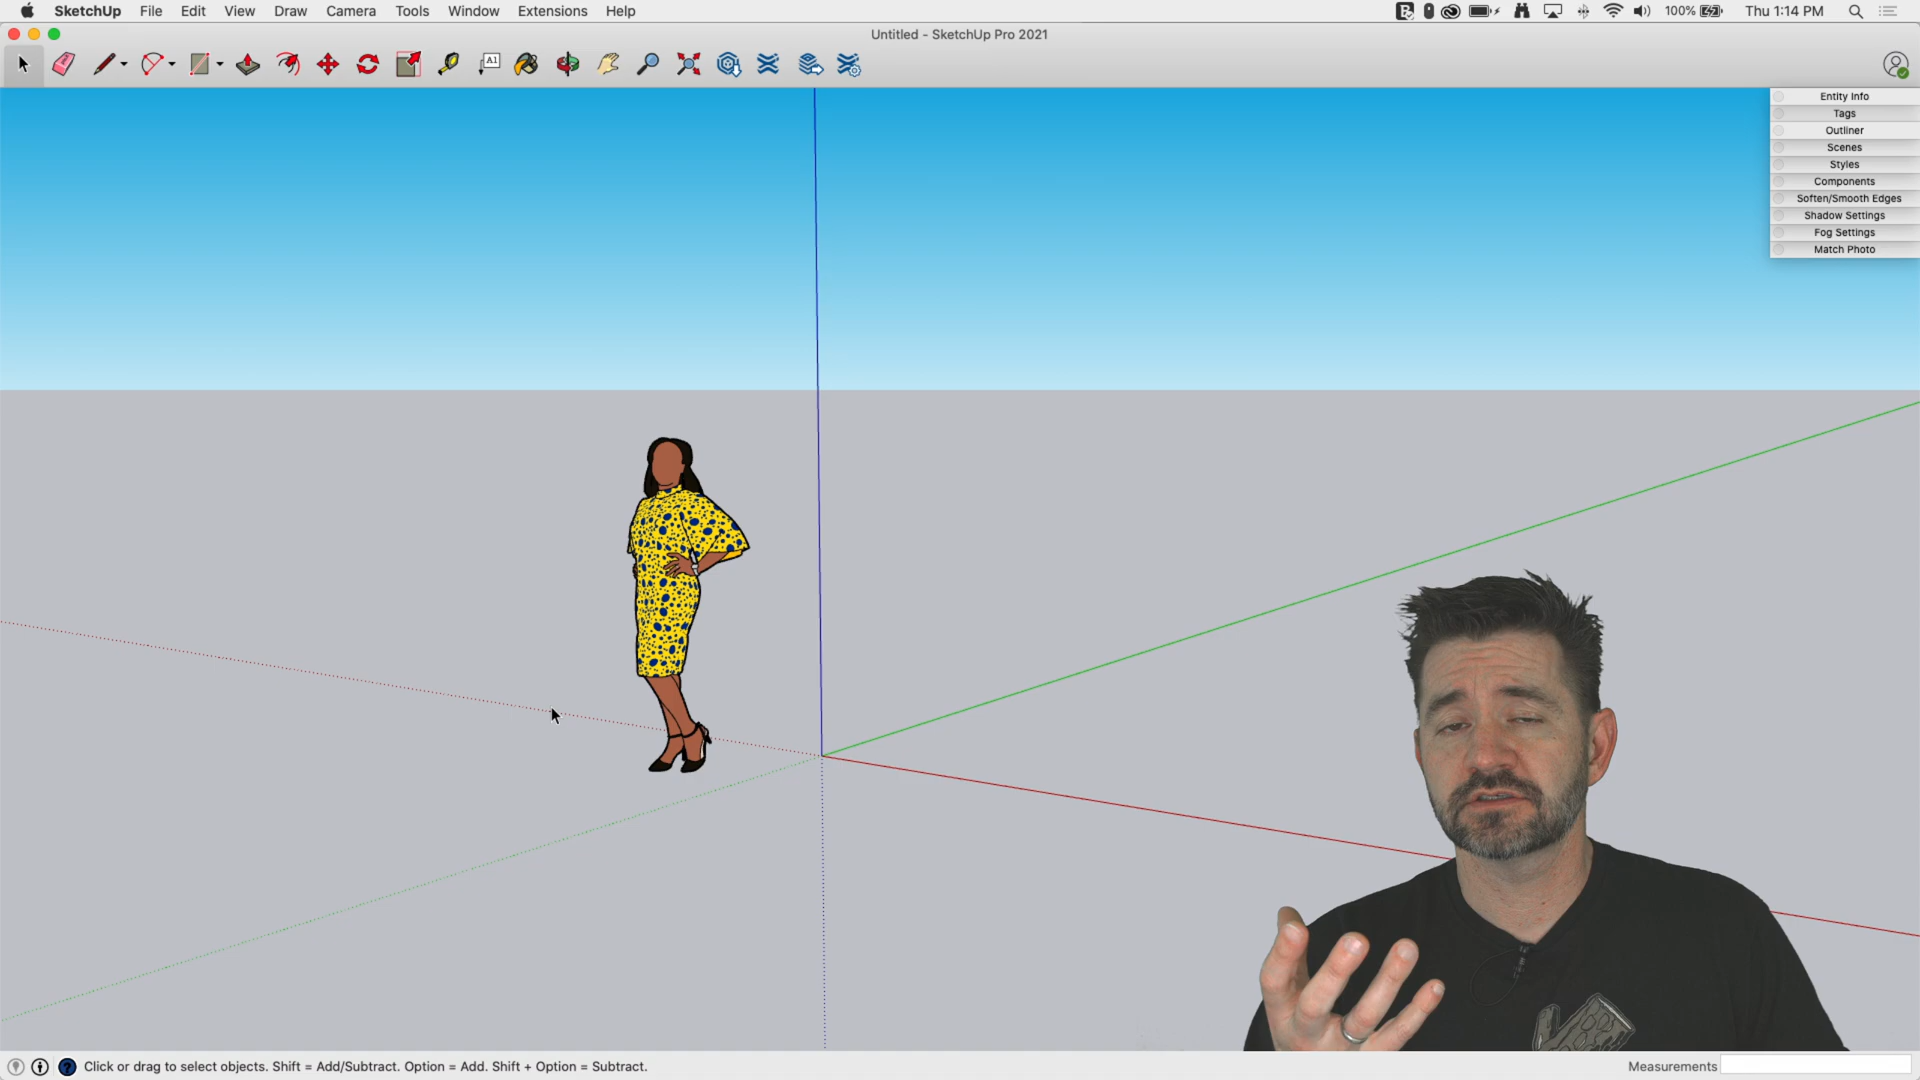 SketchUp File Edit View Draw Camera Tools Window Extensions Help 100% Thu 1:14 PM
Untitled - SketchUp Pro 2021
A1
Entity Info
Tags
Outliner
Scenes
Styles
Components
Soften/Smooth Edges
Shadow Settings
Fog Settings
Match Photo
Click or drag to select objects. Shift = Add/Subtract. Option = Add. Shift + Option = Subtract.
Measurements